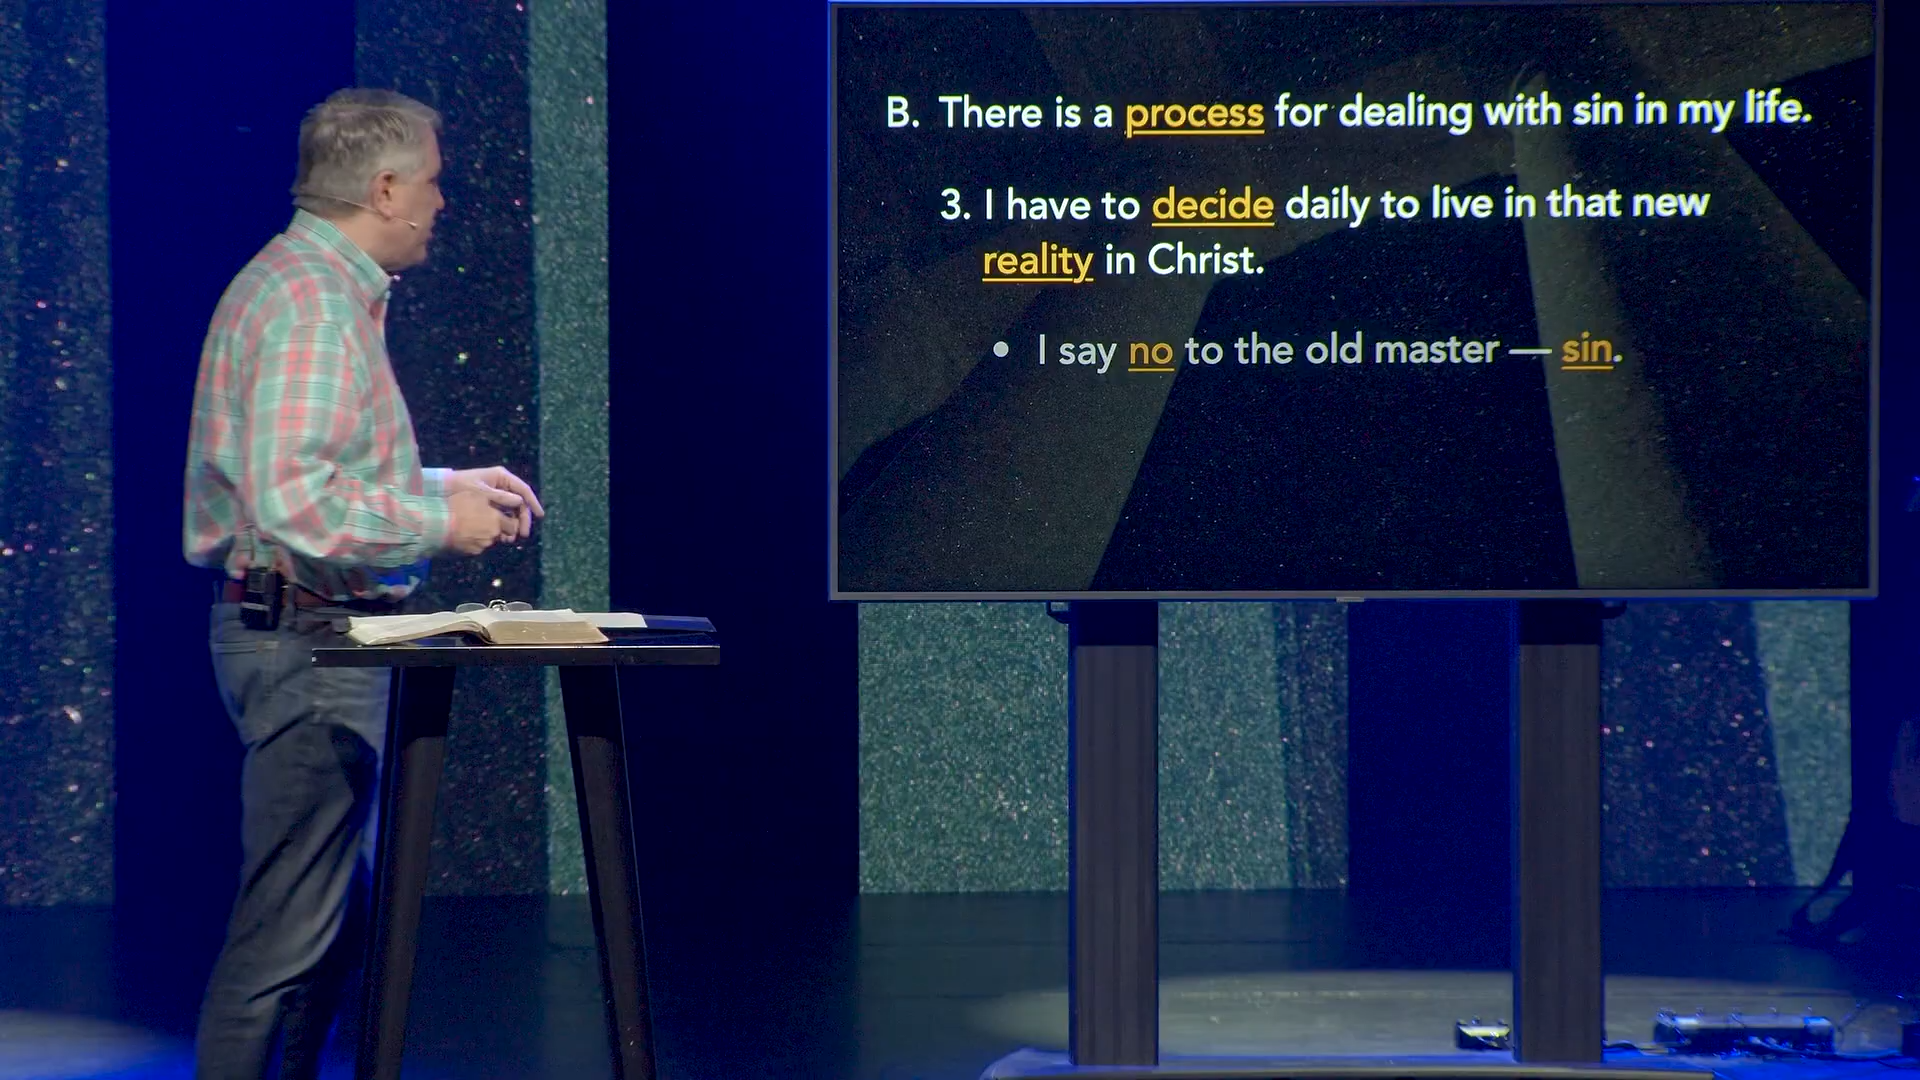 B. There is a process for dealing with sin in my life.
3. I have to decide daily to live in that new
reality in Christ.
• I say no to the old master — sin.